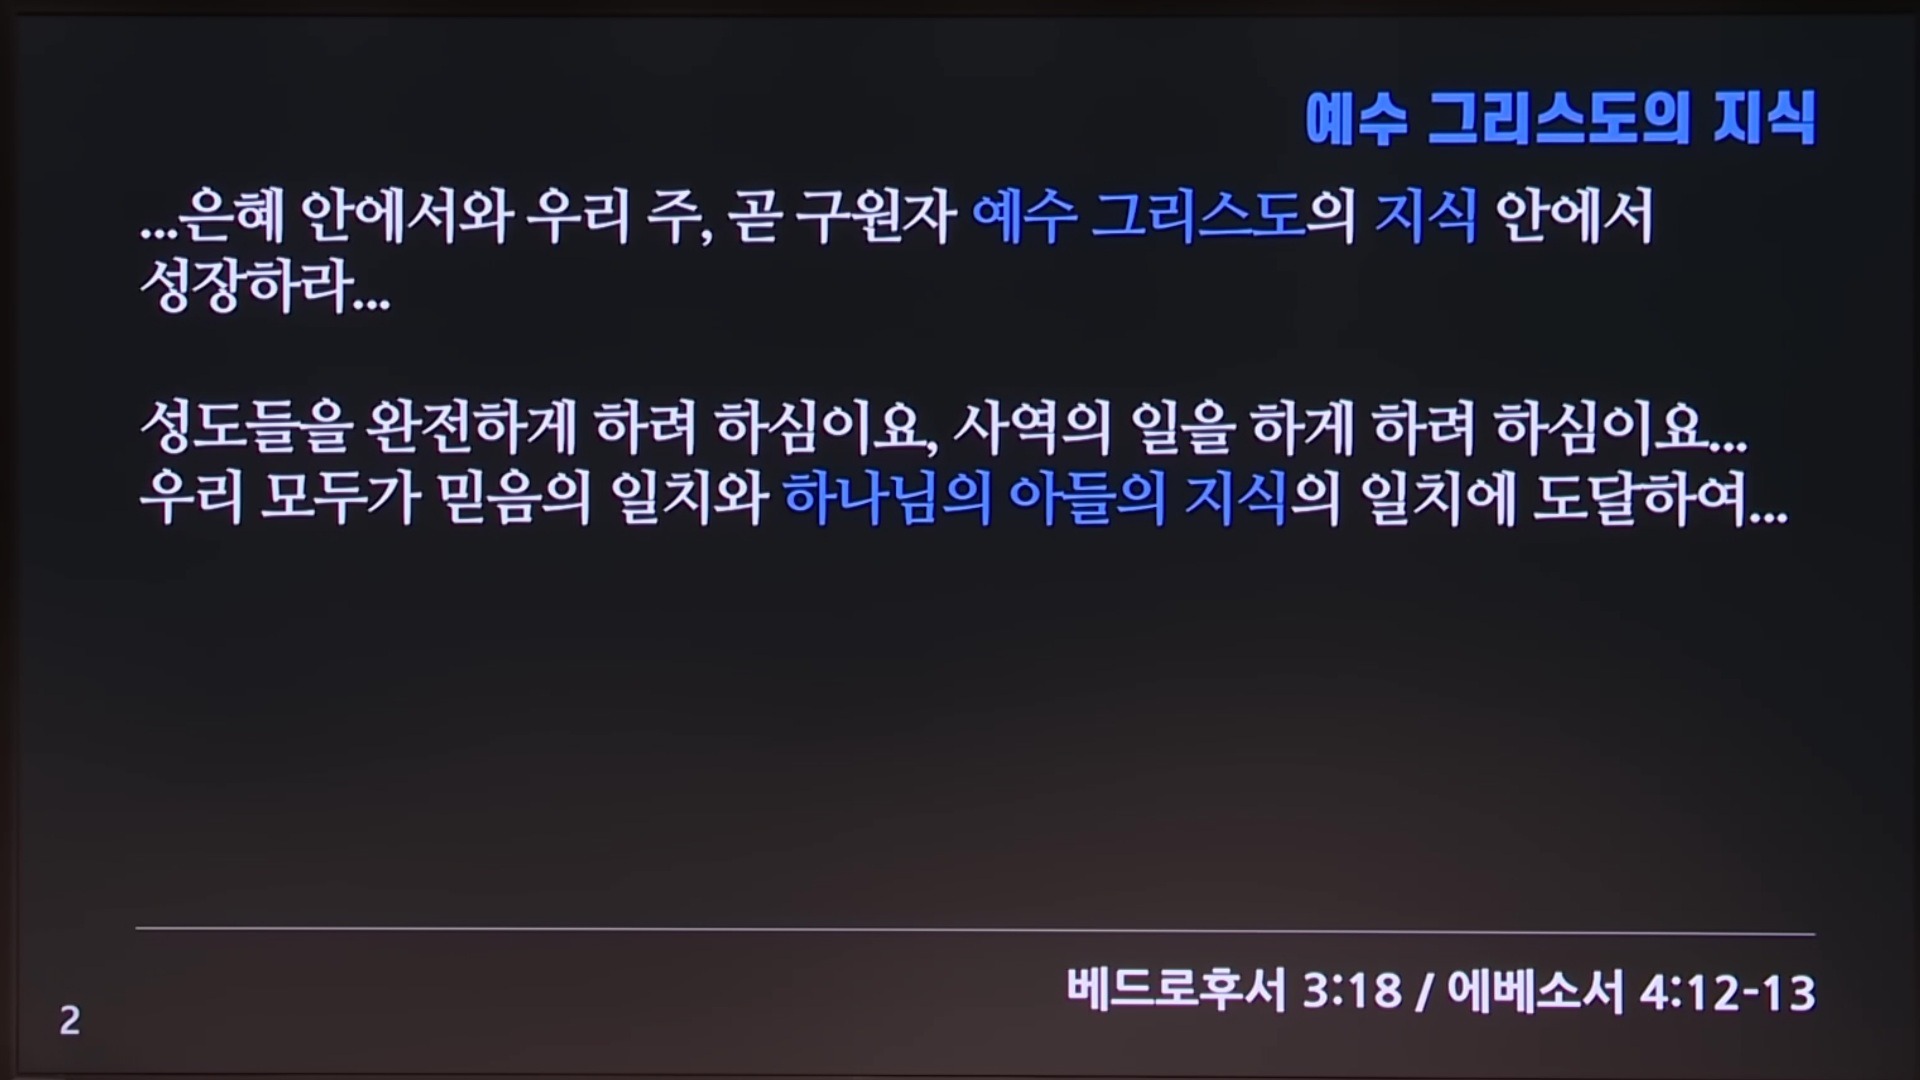 예수 그리스도의 지식
...은혜 안에서와 우리 주, 곧 구원자 예수 그리스도의 지식 안에서
성장하라...
성도들을 완전하게 하려 하심이요, 사역의 일을 하게 하려 하심이요...
우리 모두가 믿음의 일치와 하나님의 아들의 지식의 일치에 도달하여...
베드로후서 3:18 / 에베소서 4:12-13
2